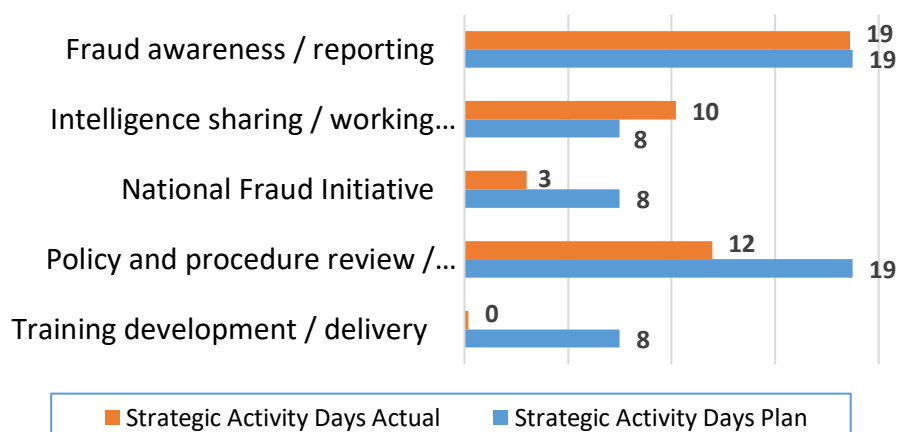 Fraud awareness / reporting
19
19
Intelligence sharing / working...
10
8
National Fraud Initiative
3
8
Policy and procedure review /...
12
19
Training development / delivery
0
8
Strategic Activity Days Actual
Strategic Activity Days Plan